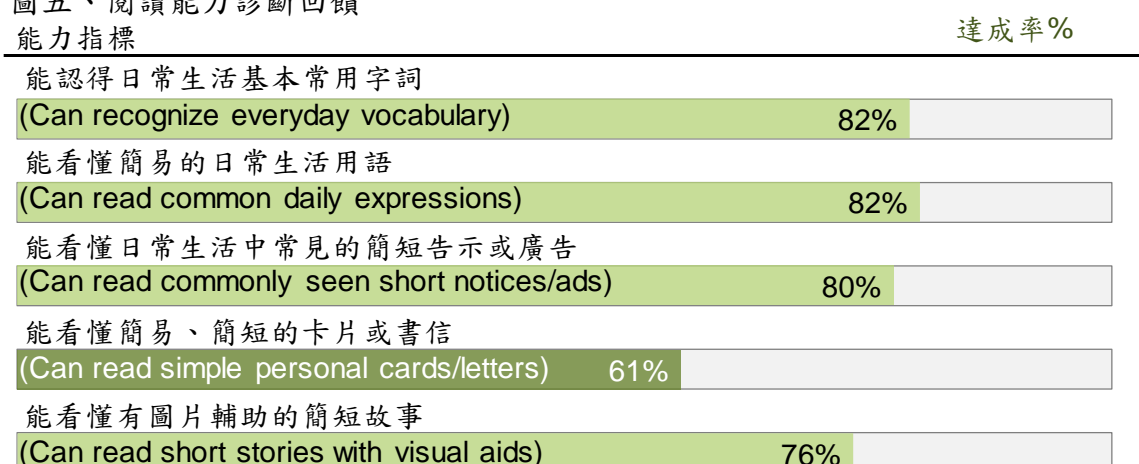 圖五、閱讀能力診斷回饋
能力指標 達成率%
能認得日常生活基本常用字詞
(Can recognize everyday vocabulary) 82%
能看懂簡易的日常生活用語
(Can read common daily expressions) 82%
能看懂日常生活中常見的簡短告示或廣告
(Can read commonly seen short notices/ads) 80%
能看懂簡易、簡短的卡片或書信
(Can read simple personal cards/letters) 61%
能看懂有圖片輔助的簡短故事
(Can read short stories with visual aids) 76%